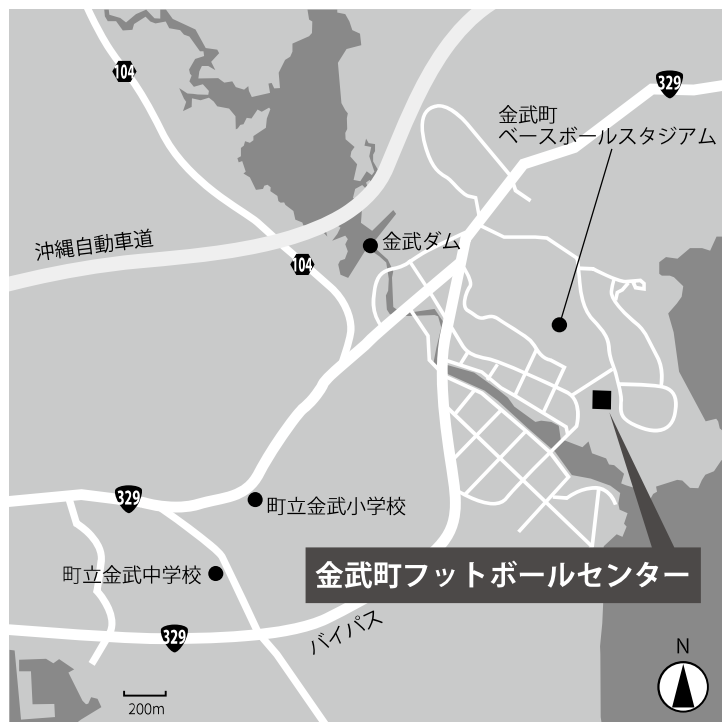 104
329
金武町
ベースボールスタジアム
沖縄自動車道
金武ダム
104
329
町立金武小学校
町立金武中学校
金武町フットボールセンター
329
バイパス
N
200m